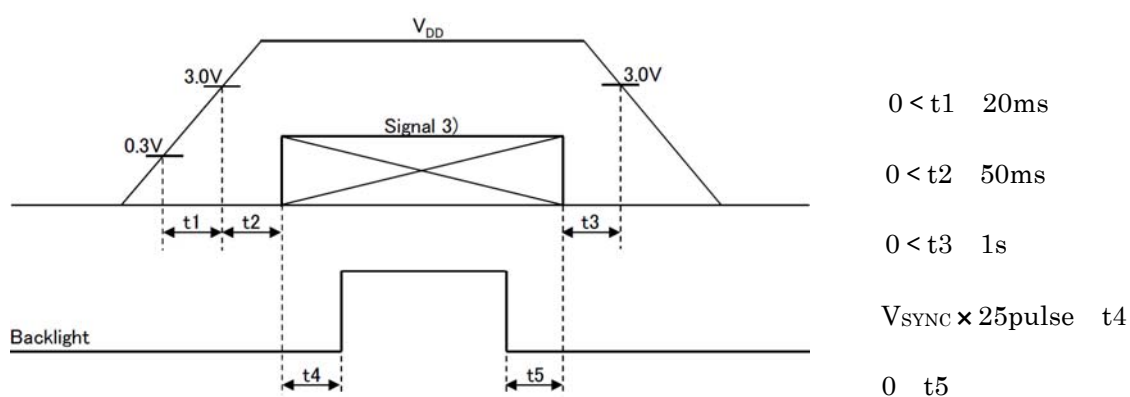 VDD
3.0V
3.0V
Signal 3)
0.3V
t1
t2
t3
Backlight
t4
t5
0 < t1 20ms
0 < t2 50ms
0 < t3 1s
VSYNC × 25pulse t4
0 t5